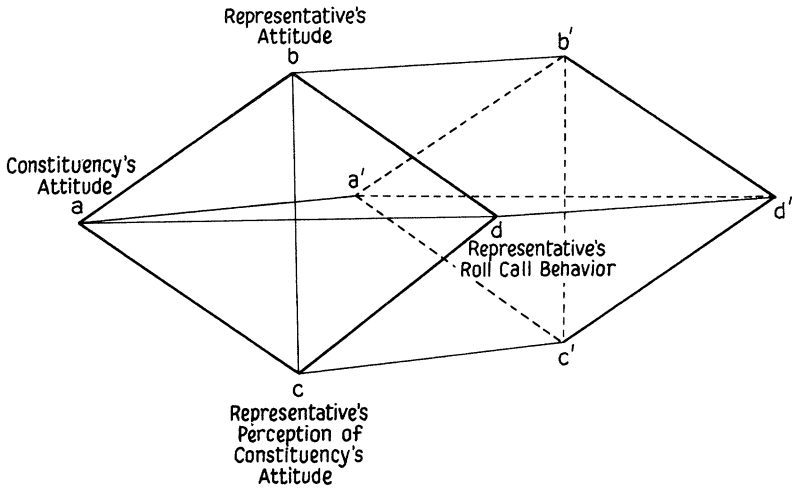 Representative's
Attitude
b
b'
Constituency's
Attitude
a
a'
d
d'
Representative's
Roll Call Behavior
c'
c
Representative's
Perception of
Constituency's
Attitude